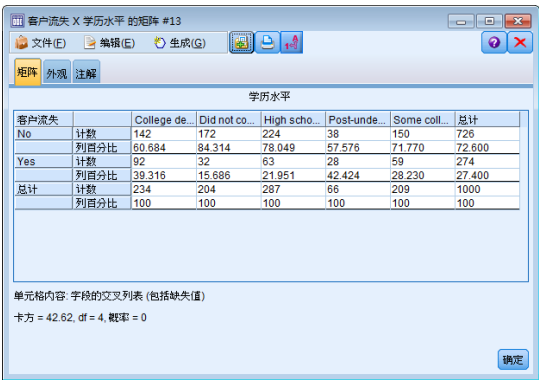 客户流失 X 学历水平 的矩阵 #13
文件(F) 编辑(E) 生成(G)
矩阵 外观 注解
学历水平
客户流失 College de... Did not co... High scho... Post-unde... Some coll... 总计
No 计数 142 172 224 38 150 726
列百分比 60.684 84.314 78.049 57.576 71.770 72.600
Yes 计数 92 32 63 28 59 274
列百分比 39.316 15.686 21.951 42.424 28.230 27.400
总计 计数 234 204 287 66 209 1000
列百分比 100 100 100 100 100 100
单元格内容: 字段的交叉列表 (包括缺失值)
卡方 = 42.62, df = 4, 概率 = 0
确定